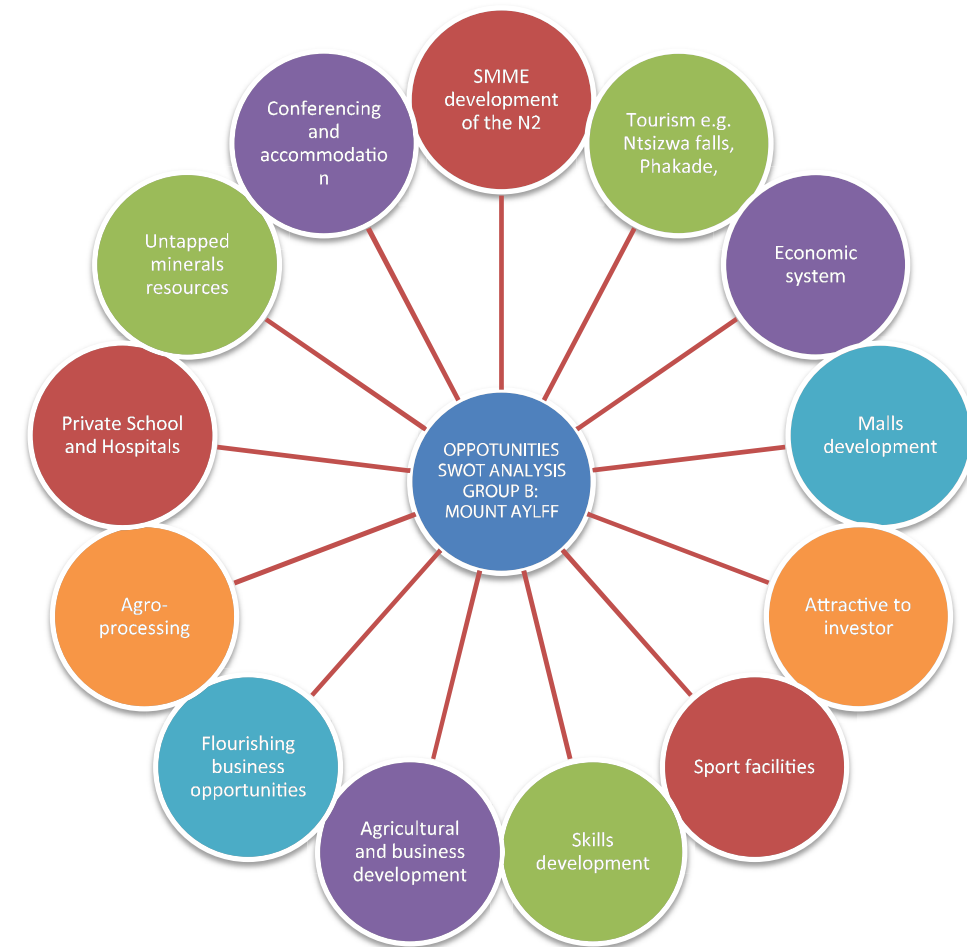 SMME
development
of the N2
Tourism e.g.
Ntsizwa falls,
Phakade,
Economic
system
Malls
development
Attractive to
investor
Sport facilities
Skills
development
Agricultural
and business
development
Flourishing
business
opportunities
Agro-
processing
Private School
and Hospitals
Untapped
minerals
resources
Conferencing
and
accommodatio
n
OPPOTUNITIES
SWOT ANALYSIS
GROUP B:
MOUNT AYLFF